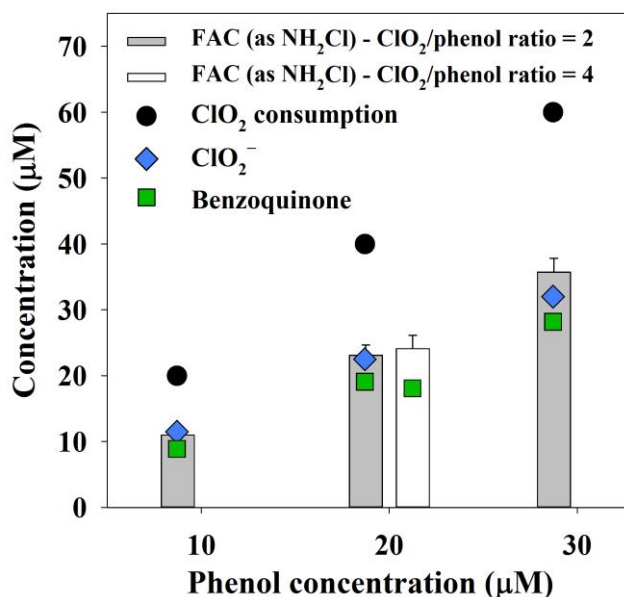 70
60
50
40
30
20
10
0
Concentration (μM)
FAC (as NH₂Cl) - ClO₂/phenol ratio = 2
FAC (as NH₂Cl) - ClO₂/phenol ratio = 4
ClO₂ consumption
ClO₂⁻
Benzoquinone
10 20 30
Phenol concentration (μM)